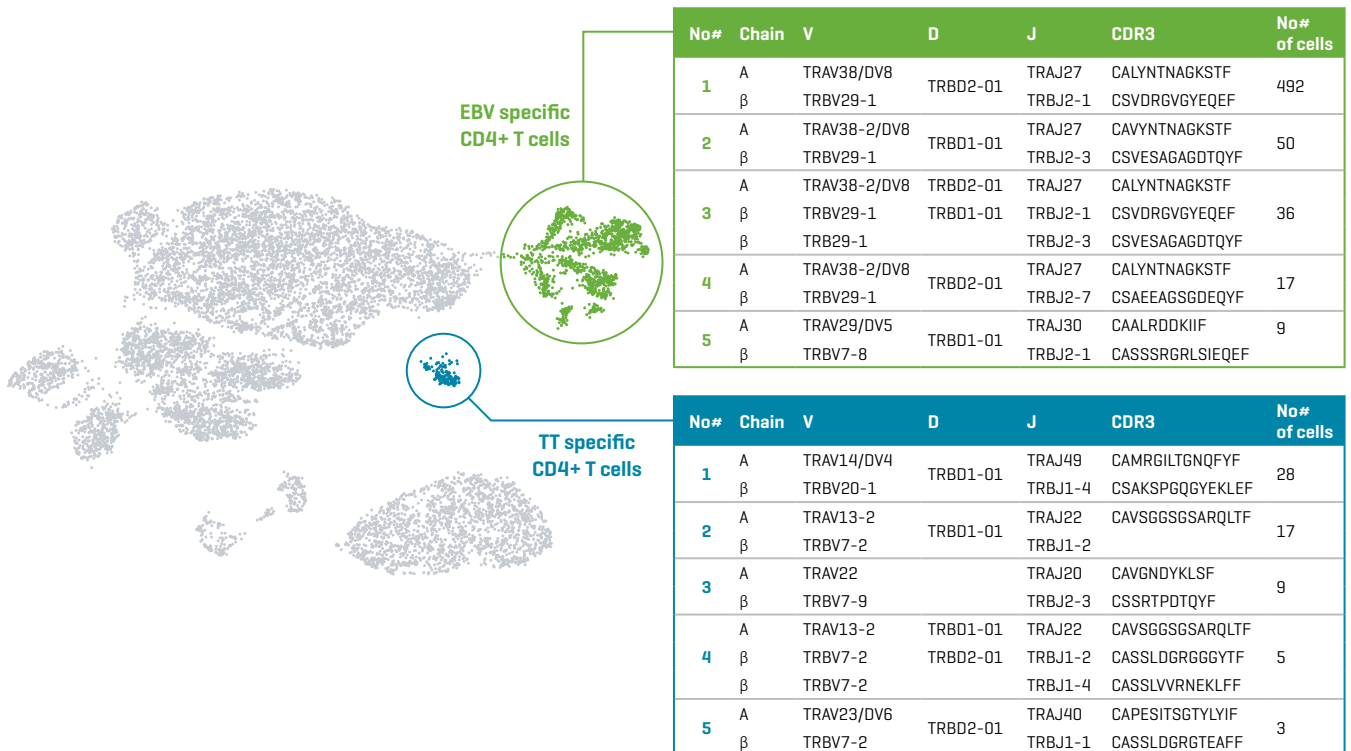 EBV specific
CD4+ T cells
No# Chain V D J CDR3 No# of cells
1 A TRAV38/DV8 TRBD2-01 TRAJ27 CALYNTNAGKSTF 492
β TRBV29-1 TRBJ2-1 CSVDRGVGYEQEF
2 A TRAV38-2/DV8 TRBD1-01 TRAJ27 CAVYNTNAGKSTF 50
β TRBV29-1 TRBJ2-3 CSVESAGAGDTQYF
A TRAV38-2/DV8 TRBD2-01 TRAJ27 CALYNTNAGKSTF
3 β TRBV29-1 TRBD1-01 TRBJ2-1 CSVDRGVGYEQEF 36
β TRB29-1 TRBJ2-3 CSVESAGAGDTQYF
4 A TRAV38-2/DV8 TRBD2-01 TRAJ27 CALYNTNAGKSTF 17
β TRBV29-1 TRBJ2-7 CSAEEAGSGDEQYF
5 A TRAV29/DV5 TRBD1-01 TRAJ30 CAALRDDKIIF 9
β TRBV7-8 TRBJ2-1 CASSSRGRLSIEQEF
TT specific
CD4+ T cells
No# Chain V D J CDR3 No# of cells
1 A TRAV14/DV4 TRBD1-01 TRAJ49 CAMRGILTGNQFYF 28
β TRBV20-1 TRBJ1-4 CSAKSPGQGYEKLEF
2 A TRAV13-2 TRBD1-01 TRAJ22 CAVSGGSGSARQLTF 17
β TRBV7-2 TRBJ1-2
3 A TRAV22 TRAJ20 CAVGNDYKLSF 9
β TRBV7-9 TRBJ2-3 CSSRTPDTQYF
A TRAV13-2 TRBD1-01 TRAJ22 CAVSGGSGSARQLTF
4 β TRBV7-2 TRBD2-01 TRBJ1-2 CASSLDGRGGGYTF 5
β TRBV7-2 TRBJ1-4 CASSLVVRNEKLFF
5 A TRAV23/DV6 TRBD2-01 TRAJ40 CAPESITSGTYLYIF 3
β TRBV7-2 TRBJ1-1 CASSLDGRGTEAFF